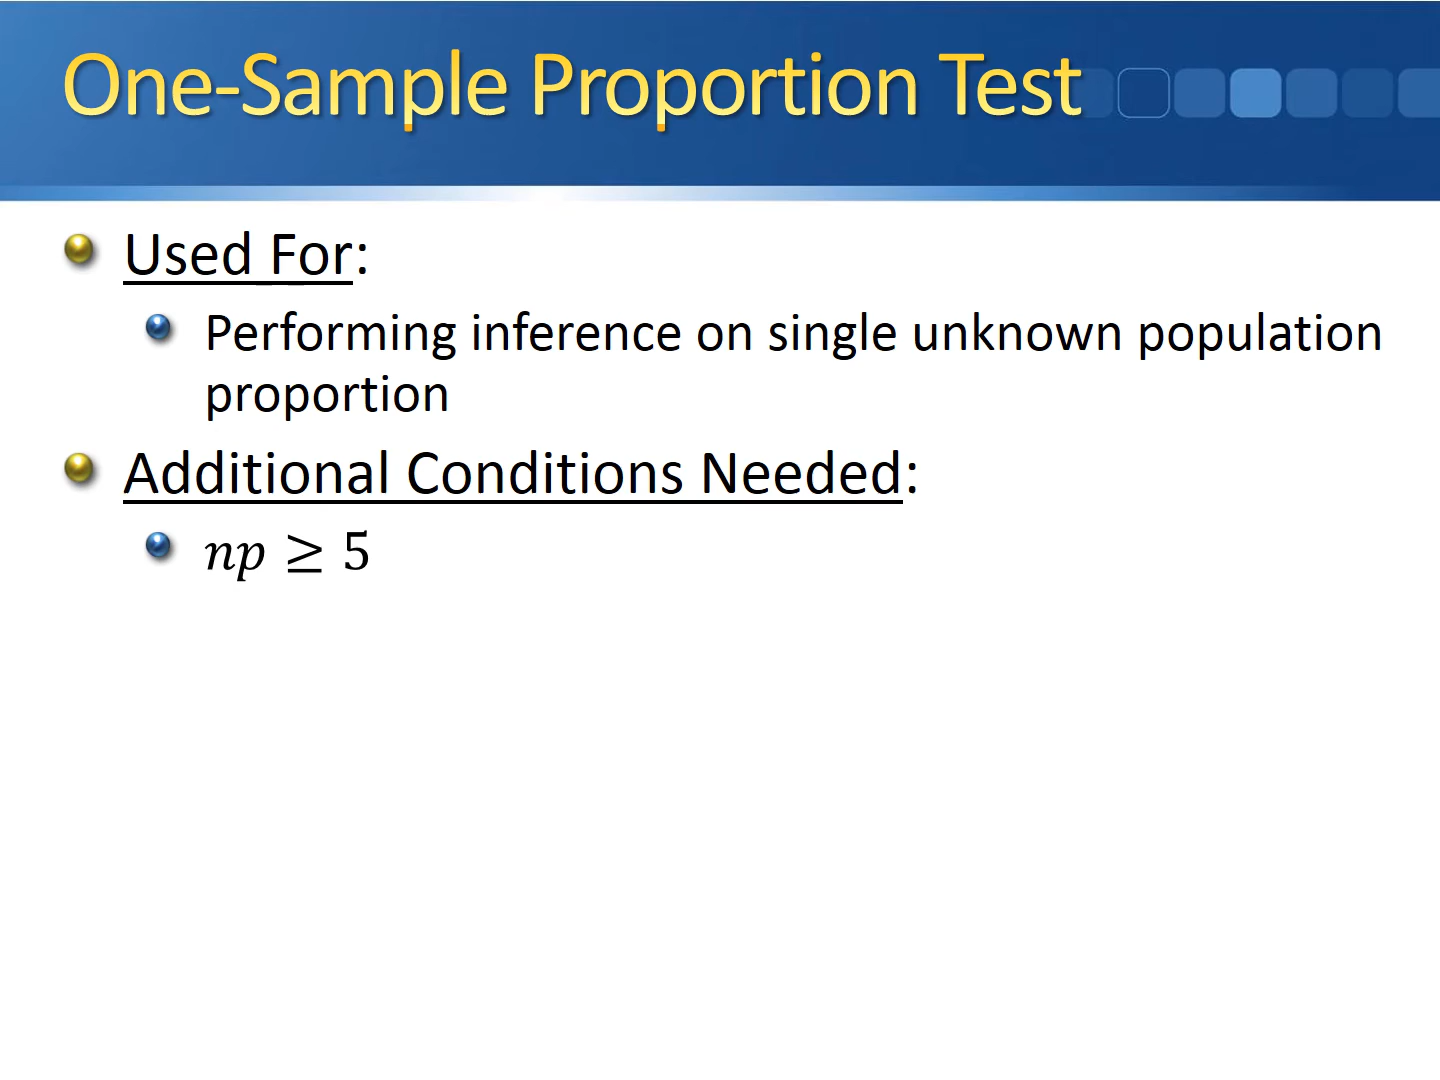 One-Sample Proportion Test
Used For:
Performing inference on single unknown population
proportion
Additional Conditions Needed:
np ≥ 5